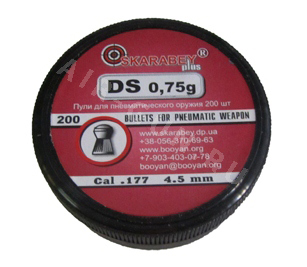 SKARABEY®
plus
DS 0,75g
Пули для пневматического оружия 200 шт
200 BULLETS FOR PNEUMATIC WEAPON
www.skarabey.dp.ua
+38-056-370-69-63
www.booyan.org
+7-903-403-07-78
booyan@booyan.org
Cal .177 4.5 mm